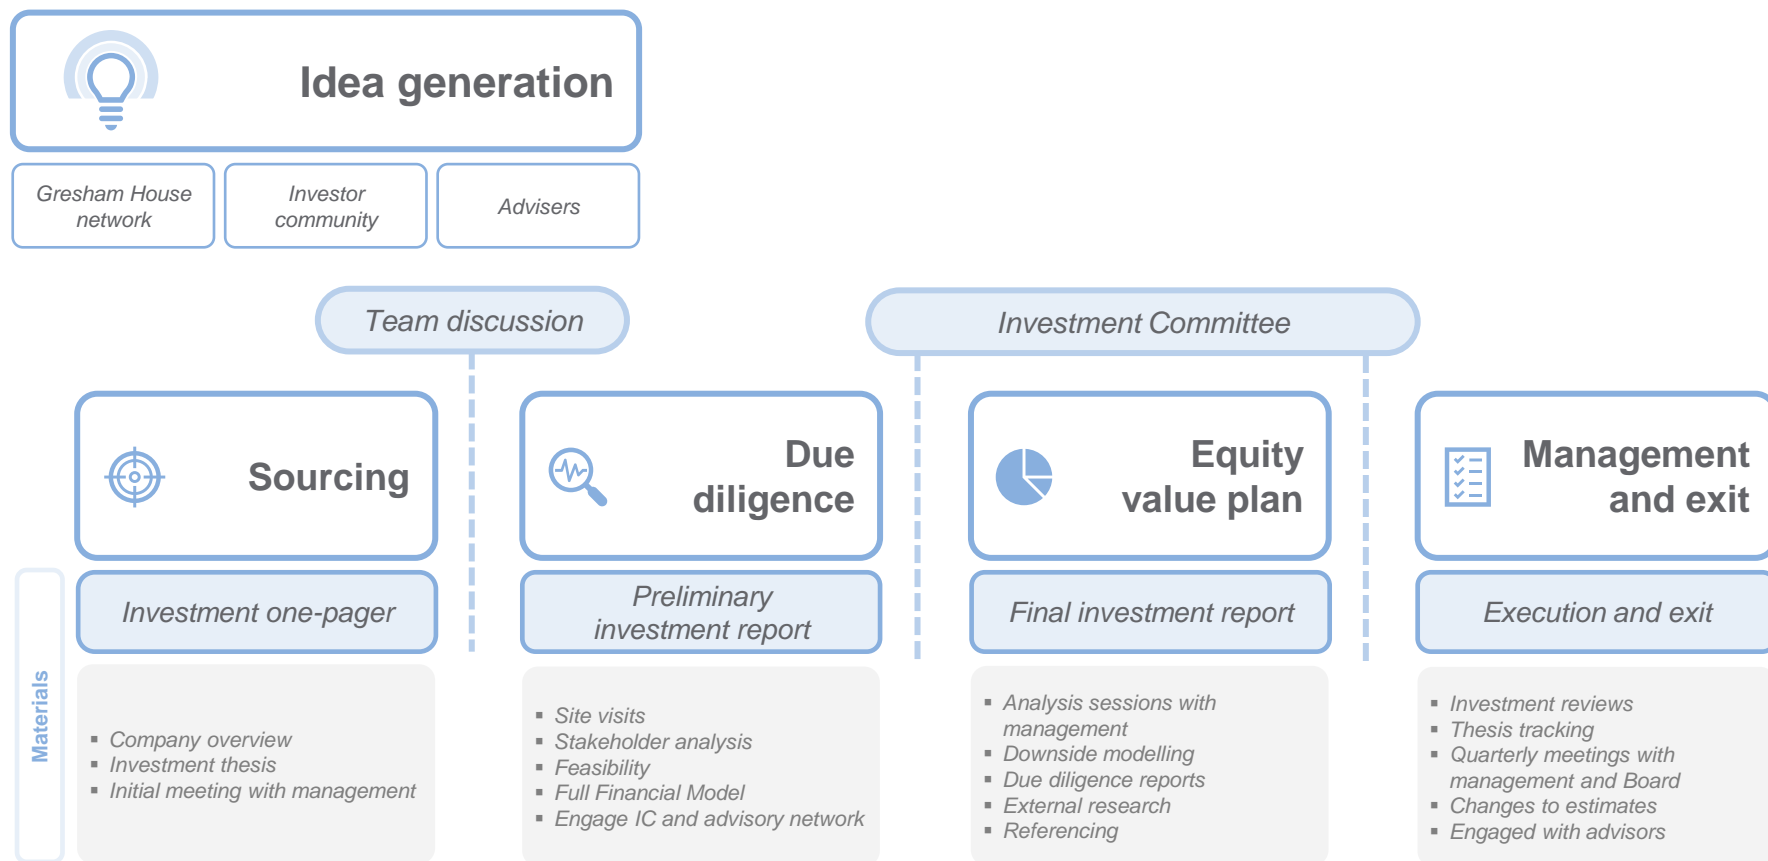 Idea generation
Gresham House
network
Investor
community
Advisers
Team discussion
Investment Committee
Sourcing
Due
diligence
Equity
value plan
Management
and exit
Materials
Investment one-pager
Preliminary
investment report
Final investment report
Execution and exit
▪ Company overview
▪ Investment thesis
▪ Initial meeting with management
▪ Site visits
▪ Stakeholder analysis
▪ Feasibility
▪ Full Financial Model
▪ Engage IC and advisory network
▪ Analysis sessions with
management
▪ Downside modelling
▪ Due diligence reports
▪ External research
▪ Referencing
▪ Investment reviews
▪ Thesis tracking
▪ Quarterly meetings with
management and Board
▪ Changes to estimates
▪ Engaged with advisors